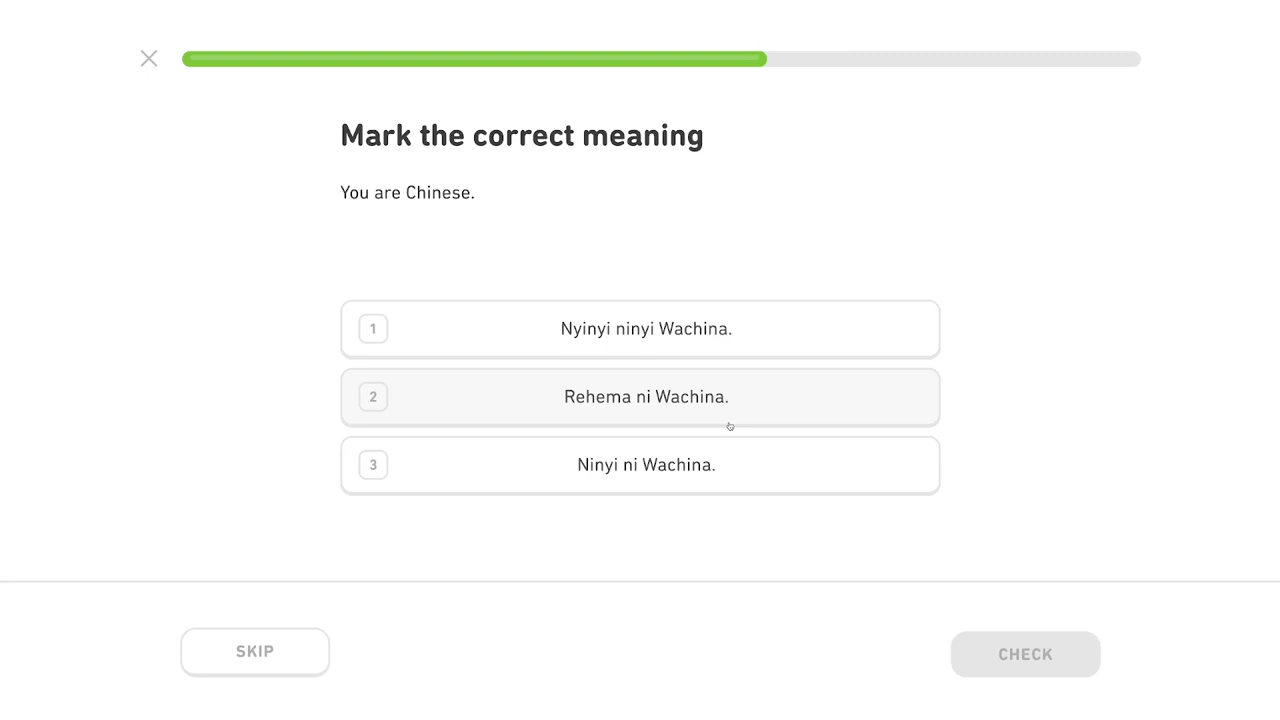 Mark the correct meaning
You are Chinese.
1 Nyinyi ninyi Wachina.
2 Rehema ni Wachina.
3 Ninyi ni Wachina.
SKIP
CHECK